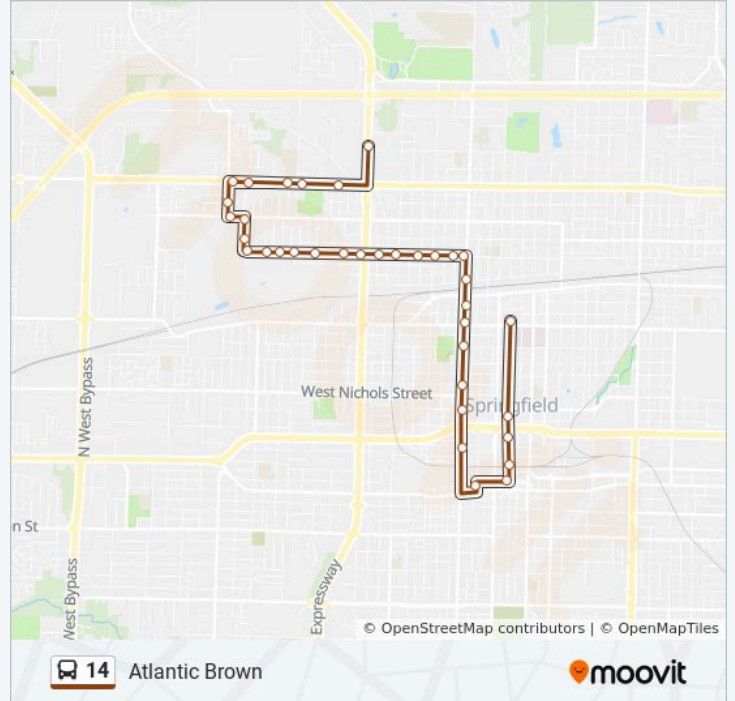 N West Bypass
West Nichols Street
Springfield
n St
West Bypass
Expressway
© OpenStreetMap contributors | © OpenMapTiles
14 Atlantic Brown
moovit